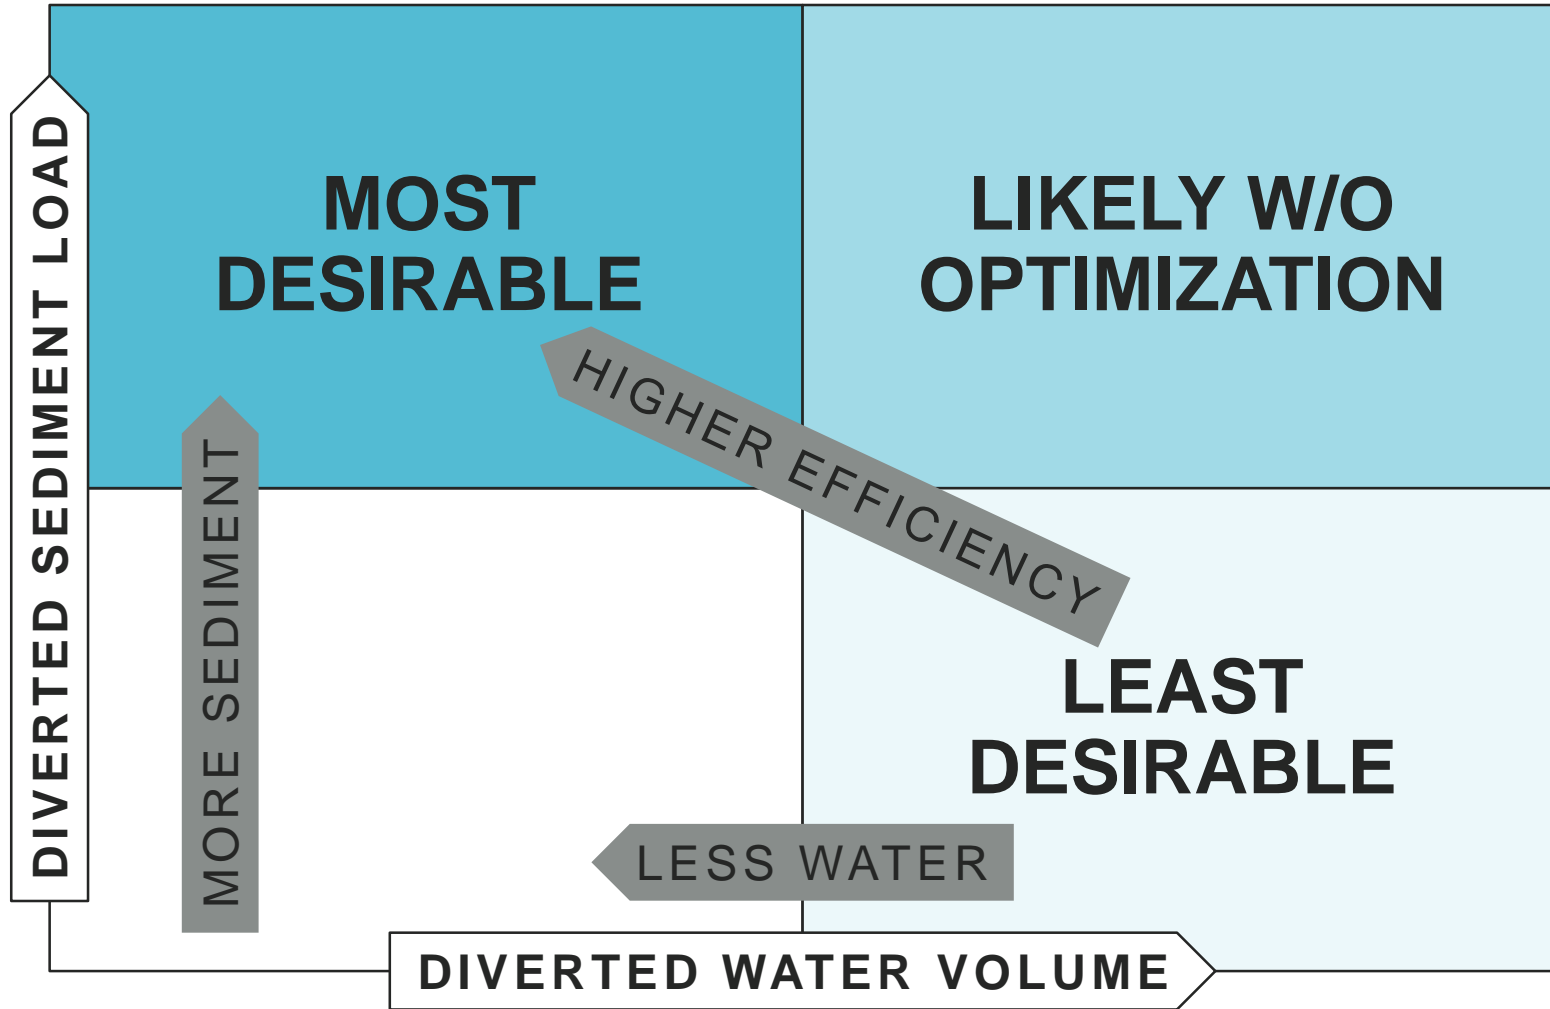 DIVERTED SEDIMENT LOAD
MOST
DESIRABLE
LIKELY W/O
OPTIMIZATION
HIGHER EFFICIENCY
MORE SEDIMENT
LEAST
DESIRABLE
LESS WATER
DIVERTED WATER VOLUME